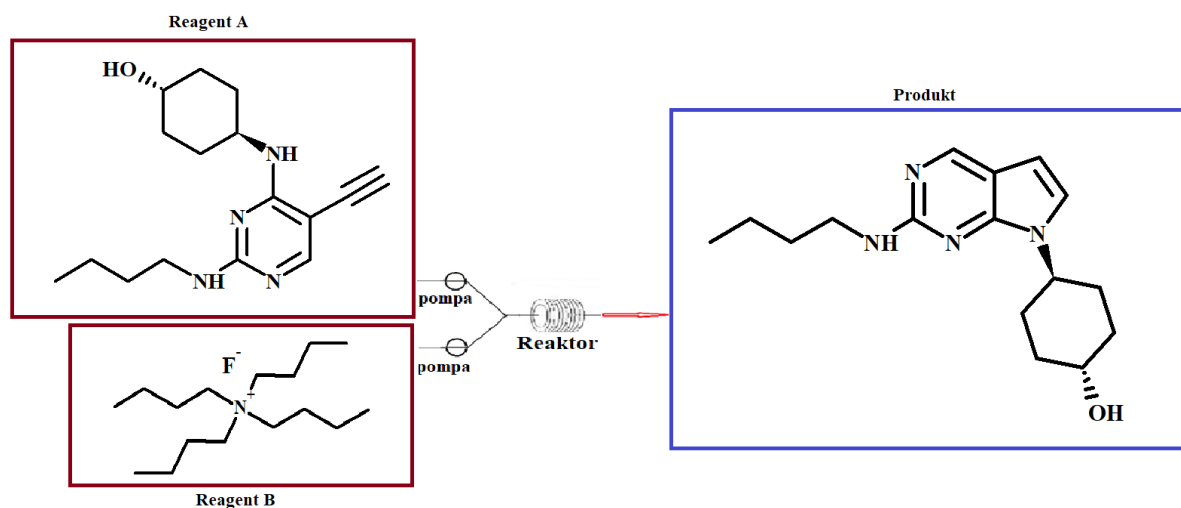 Reagent A
HO
NH
N
NH
N
pompa
F-
N+
pompa
Reagent B
Reaktor
Produkt
N
NH
N
N
OH